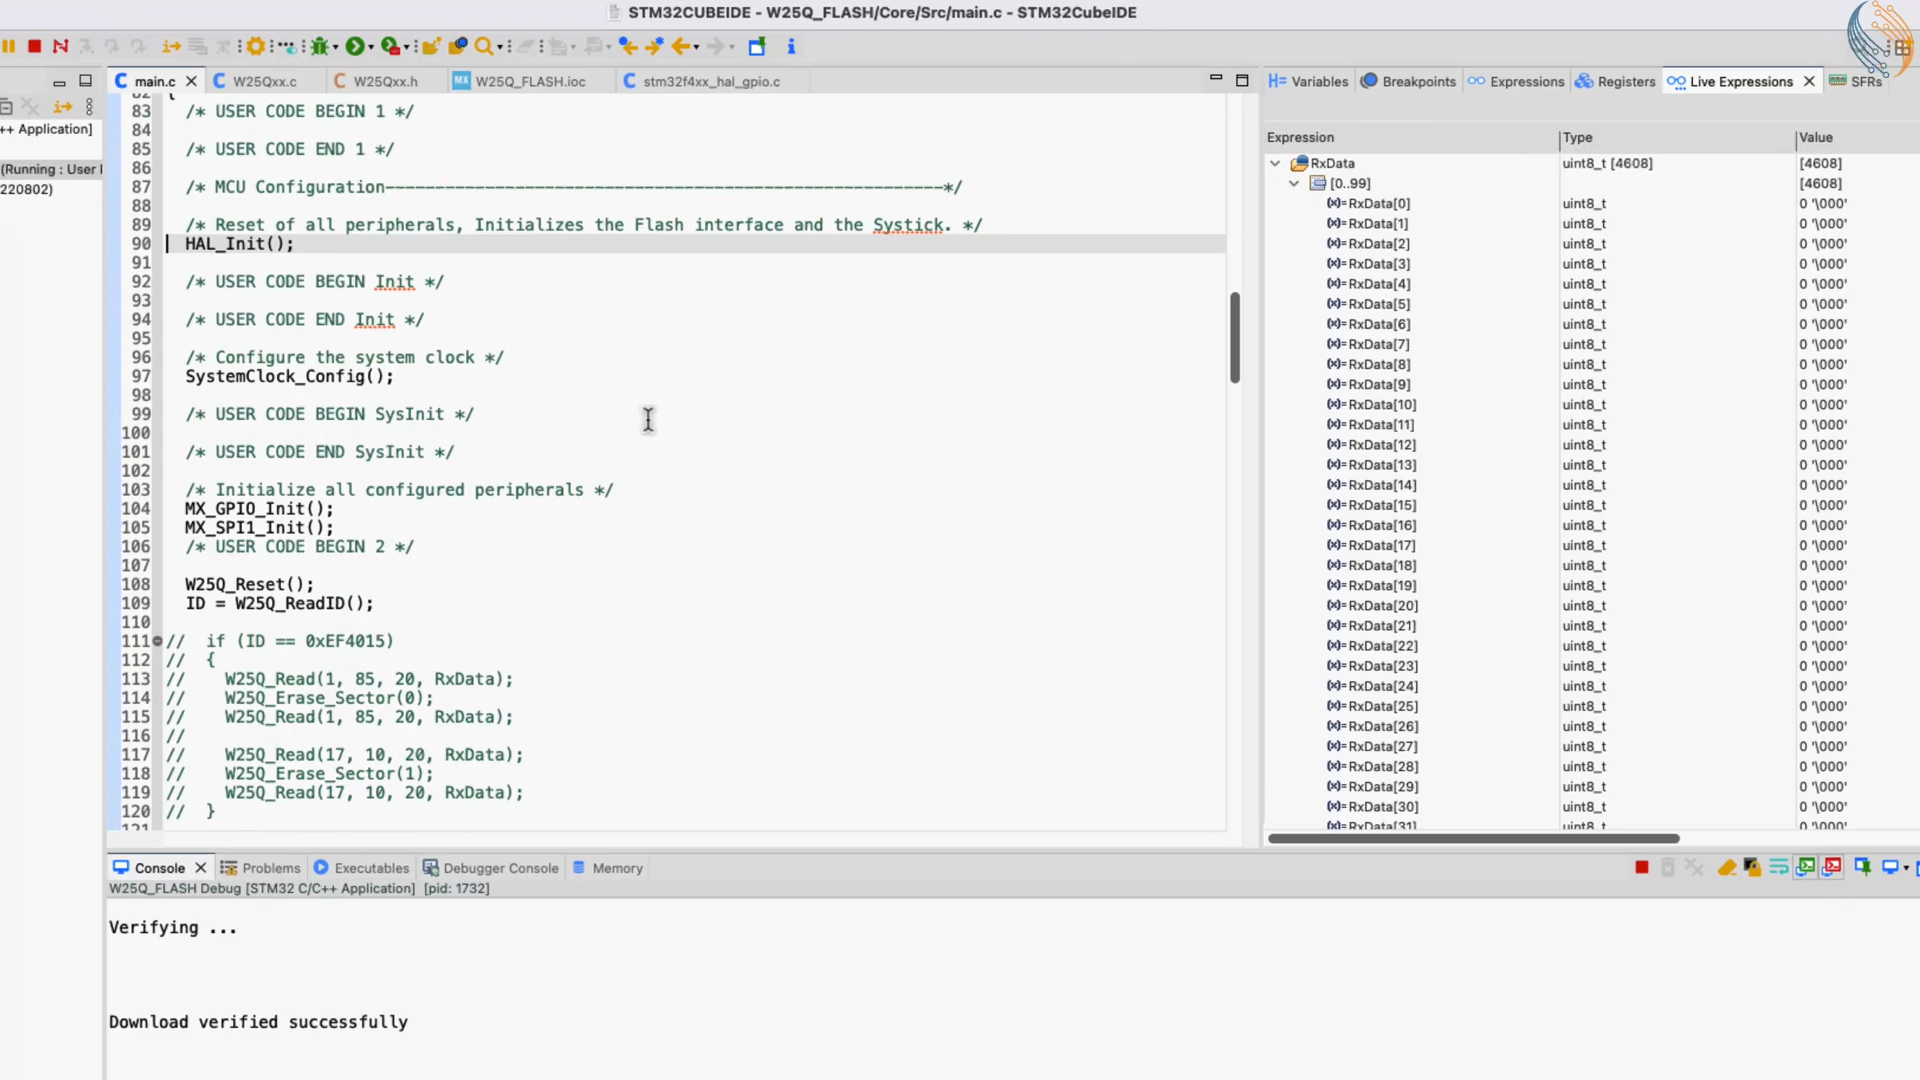 STM32CUBEIDE - W25Q_FLASH/Core/Src/main.c - STM32CubeIDE
main.c
W25Qxx.c
W25Qxx.h
W25Q_FLASH.ioc
stm32f4xx_hal_gpio.c
Variables
Breakpoints
Expressions
Registers
Live Expressions
SFRs
++ Application]
(Running : User
220802)
83 /* USER CODE BEGIN 1 */
84
85 /* USER CODE END 1 */
86
87 /* MCU Configuration--------------------------------------------------------*/
88
89 /* Reset of all peripherals, Initializes the Flash interface and the Systick. */
90 HAL_Init();
91
92 /* USER CODE BEGIN Init */
93
94 /* USER CODE END Init */
95
96 /* Configure the system clock */
97 SystemClock_Config();
98
99 /* USER CODE BEGIN SysInit */
100
101 /* USER CODE END SysInit */
102
103 /* Initialize all configured peripherals */
104 MX_GPIO_Init();
105 MX_SPI1_Init();
106 /* USER CODE BEGIN 2 */
107
108 W25Q_Reset();
109 ID = W25Q_ReadID();
110
111 // if (ID == 0xEF4015)
112 // {
113 // W25Q_Read(1, 85, 20, RxData);
114 // W25Q_Erase_Sector(0);
115 // W25Q_Read(1, 85, 20, RxData);
116 //
117 // W25Q_Read(17, 10, 20, RxData);
118 // W25Q_Erase_Sector(1);
119 // W25Q_Read(17, 10, 20, RxData);
120 // }
121
Expression Type Value
RxData uint8_t [4608] [4608]
[0..99] [4608]
(x)= RxData[0] uint8_t 0 '\000'
(x)= RxData[1] uint8_t 0 '\000'
(x)= RxData[2] uint8_t 0 '\000'
(x)= RxData[3] uint8_t 0 '\000'
(x)= RxData[4] uint8_t 0 '\000'
(x)= RxData[5] uint8_t 0 '\000'
(x)= RxData[6] uint8_t 0 '\000'
(x)= RxData[7] uint8_t 0 '\000'
(x)= RxData[8] uint8_t 0 '\000'
(x)= RxData[9] uint8_t 0 '\000'
(x)= RxData[10] uint8_t 0 '\000'
(x)= RxData[11] uint8_t 0 '\000'
(x)= RxData[12] uint8_t 0 '\000'
(x)= RxData[13] uint8_t 0 '\000'
(x)= RxData[14] uint8_t 0 '\000'
(x)= RxData[15] uint8_t 0 '\000'
(x)= RxData[16] uint8_t 0 '\000'
(x)= RxData[17] uint8_t 0 '\000'
(x)= RxData[18] uint8_t 0 '\000'
(x)= RxData[19] uint8_t 0 '\000'
(x)= RxData[20] uint8_t 0 '\000'
(x)= RxData[21] uint8_t 0 '\000'
(x)= RxData[22] uint8_t 0 '\000'
(x)= RxData[23] uint8_t 0 '\000'
(x)= RxData[24] uint8_t 0 '\000'
(x)= RxData[25] uint8_t 0 '\000'
(x)= RxData[26] uint8_t 0 '\000'
(x)= RxData[27] uint8_t 0 '\000'
(x)= RxData[28] uint8_t 0 '\000'
(x)= RxData[29] uint8_t 0 '\000'
(x)= RxData[30] uint8_t 0 '\000'
(x)= RxData[31] uint8_t 0 '\000'
Console
Problems
Executables
Debugger Console
Memory
W25Q_FLASH Debug [STM32 C/C++ Application] [pid: 1732]
Verifying ...
Download verified successfully